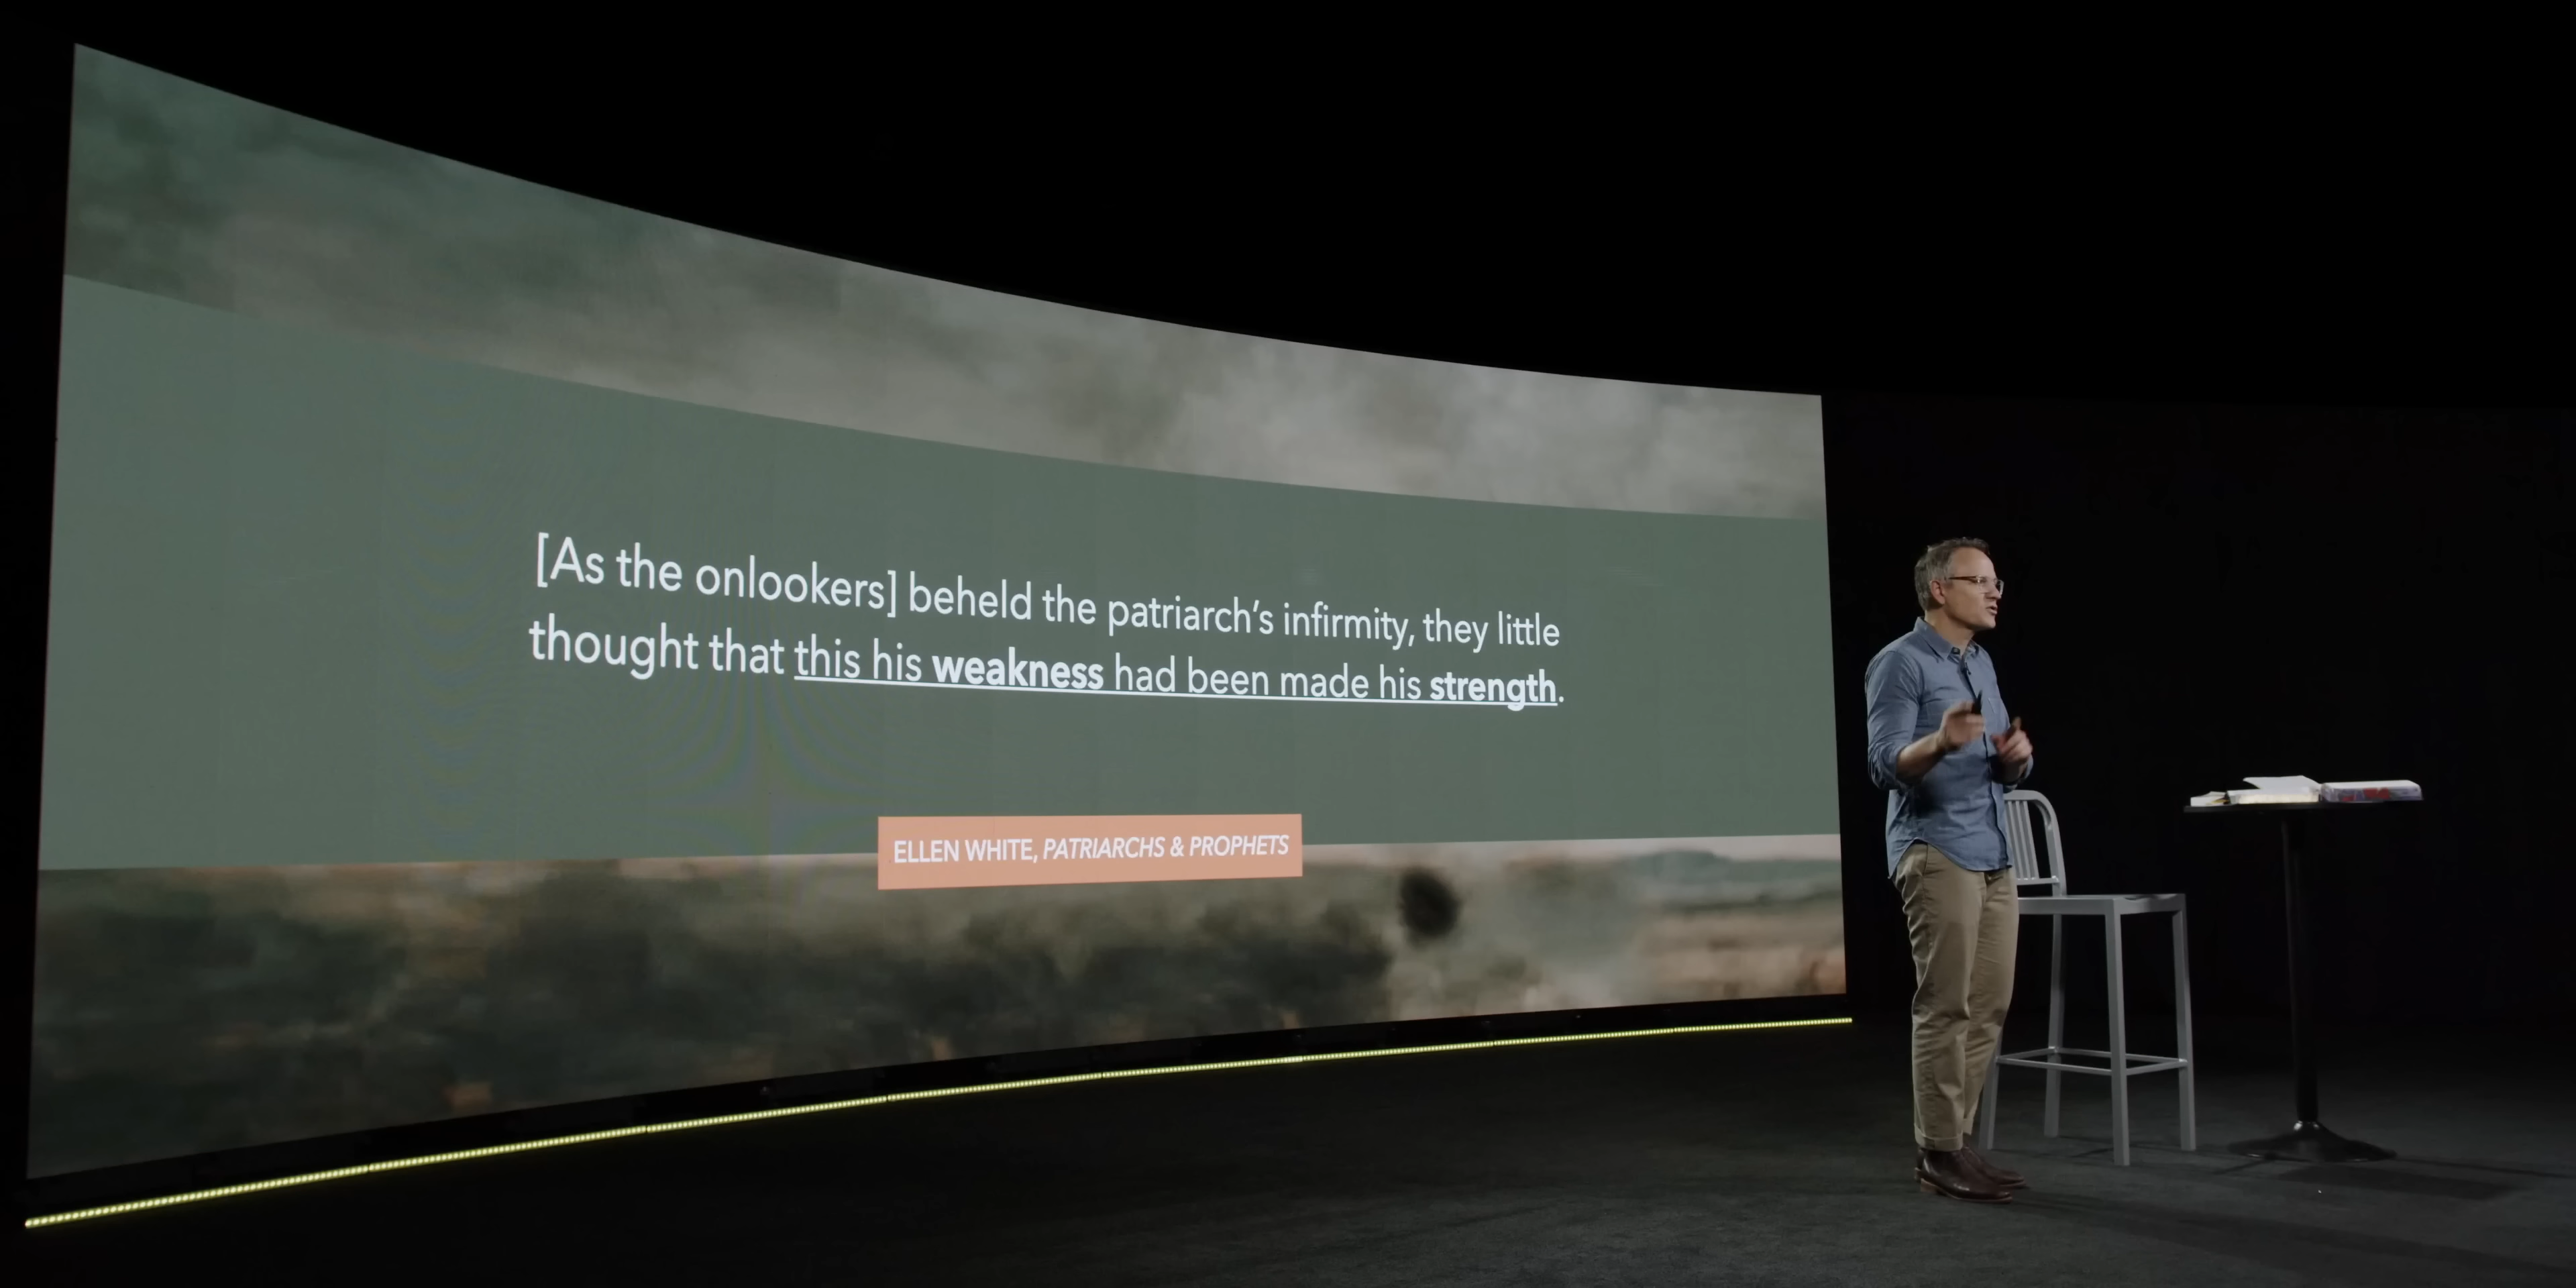 [As the onlookers] beheld the patriarch's infirmity, they little
thought that this his weakness had been made his strength.
ELLEN WHITE, PATRIARCHS & PROPHETS